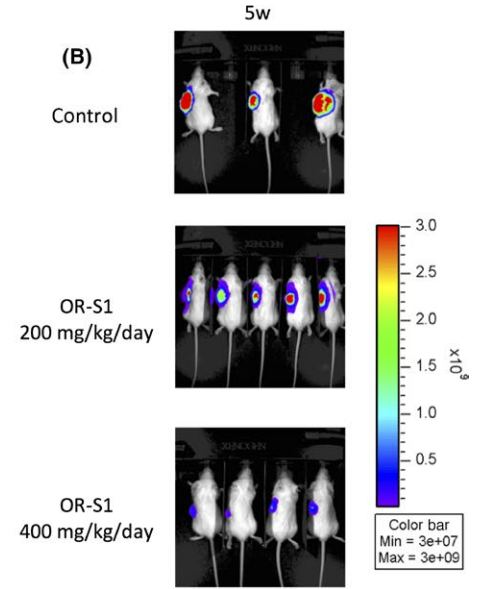 5w
(B)
Control
OR-S1
200 mg/kg/day
3.0
2.5
2.0
1.5
1.0
0.5
x10⁹
OR-S1
400 mg/kg/day
Color bar
Min = 3e+07
Max = 3e+09